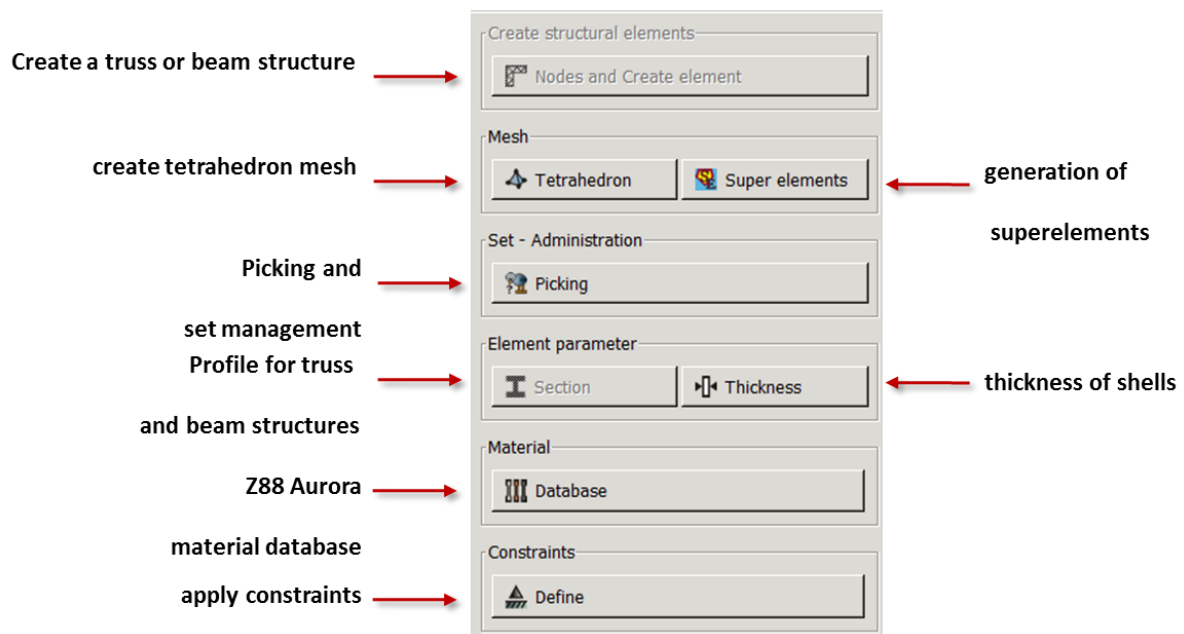 Create structural elements
Create a truss or beam structure
Nodes and Create element
Mesh
create tetrahedron mesh
Tetrahedron
Super elements
generation of
superelements
Set - Administration
Picking and
set management
Picking
Element parameter
Profile for truss
and beam structures
Section
Thickness
thickness of shells
Material
Z88 Aurora
material database
Database
Constraints
apply constraints
Define